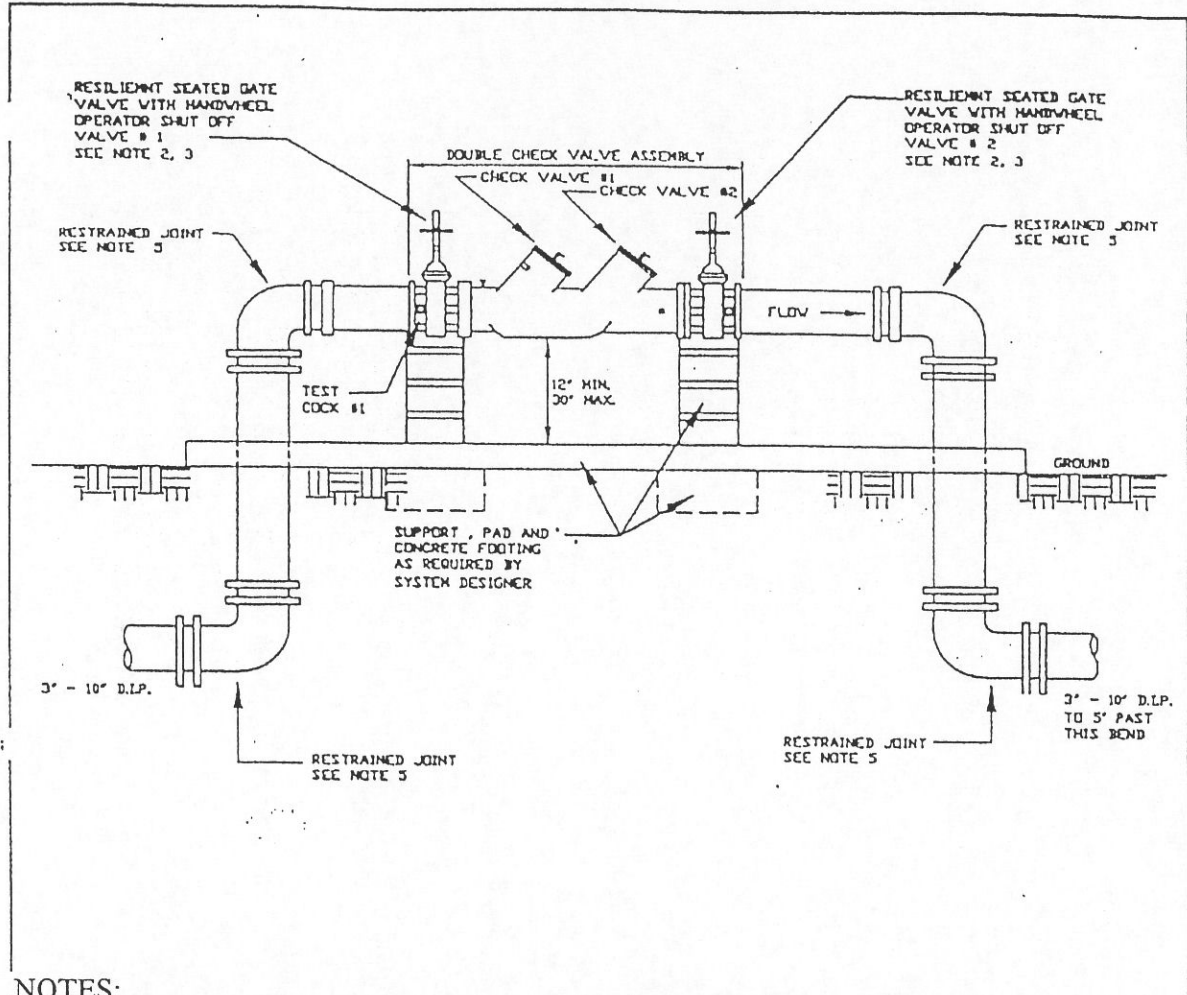 RESILIEMNT SEATED GATE
VALVE WITH HANDWHEEL
OPERATOR SHUT OFF
VALVE # 1
SEE NOTE 2, 3
RESILIEMNT SEATED GATE
VALVE WITH HANDWHEEL
OPERATOR SHUT OFF
VALVE # 2
SEE NOTE 2, 3
DOUBLE CHECK VALVE ASSEMBLY
CHECK VALVE #1
CHECK VALVE #2
RESTRAINED JOINT
SEE NOTE 5
RESTRAINED JOINT
SEE NOTE 5
FLOW
TEST
COCK #1
12" MIN.
30" MAX.
GROUND
SUPPORT , PAD AND
CONCRETE FOOTING
AS REQUIRED BY
SYSTEM DESIGNER
3" - 10" D.I.P.
3" - 10" D.I.P.
TO 5' PAST
THIS BEND
RESTRAINED JOINT
SEE NOTE 5
RESTRAINED JOINT
SEE NOTE 5
NOTES: